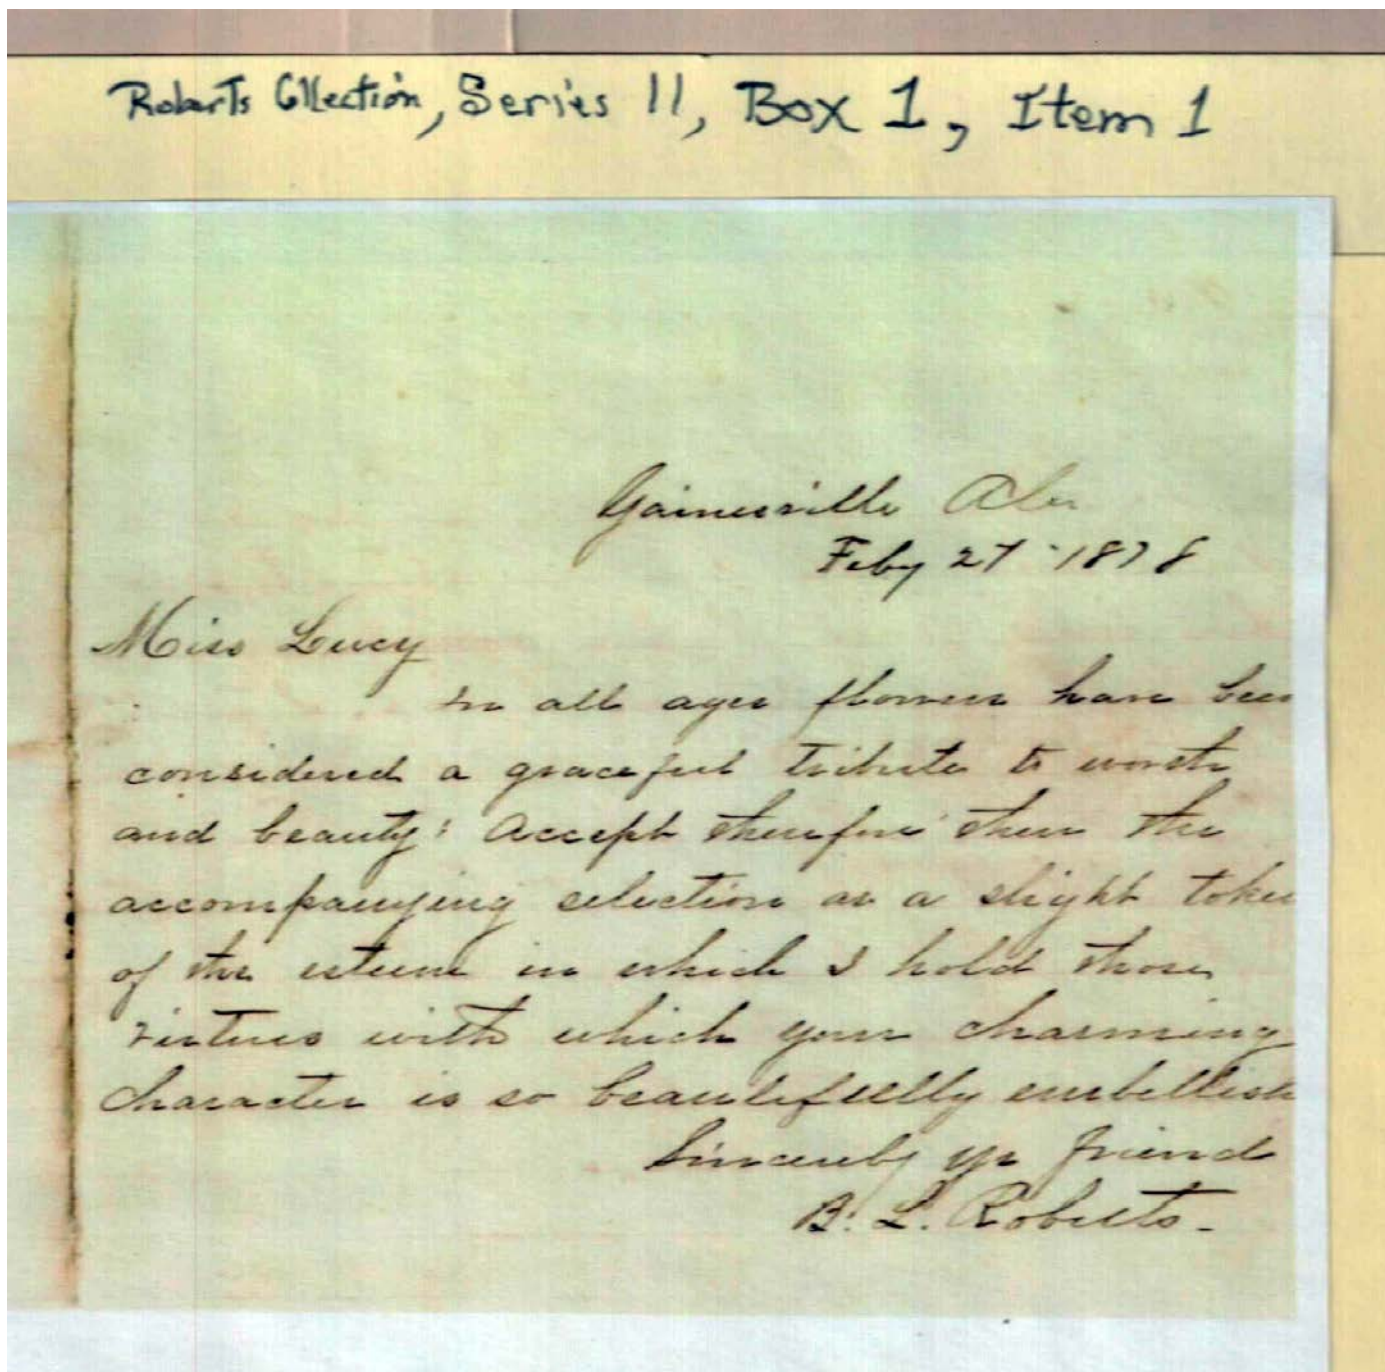 Roberts Collection, Series 11, Box 1, Item 1
Gainesville Ala
Feby 27 - 1878
Miss Lucy
In all ages flowers have been
considered a graceful tribute to worth
and beauty: Accept therefore then the
accompanying selection as a slight token
of the esteem in which I hold those
virtues with which your charming
character is so beautifully embellish
Sincerely yr friend
B. L. Roberts-